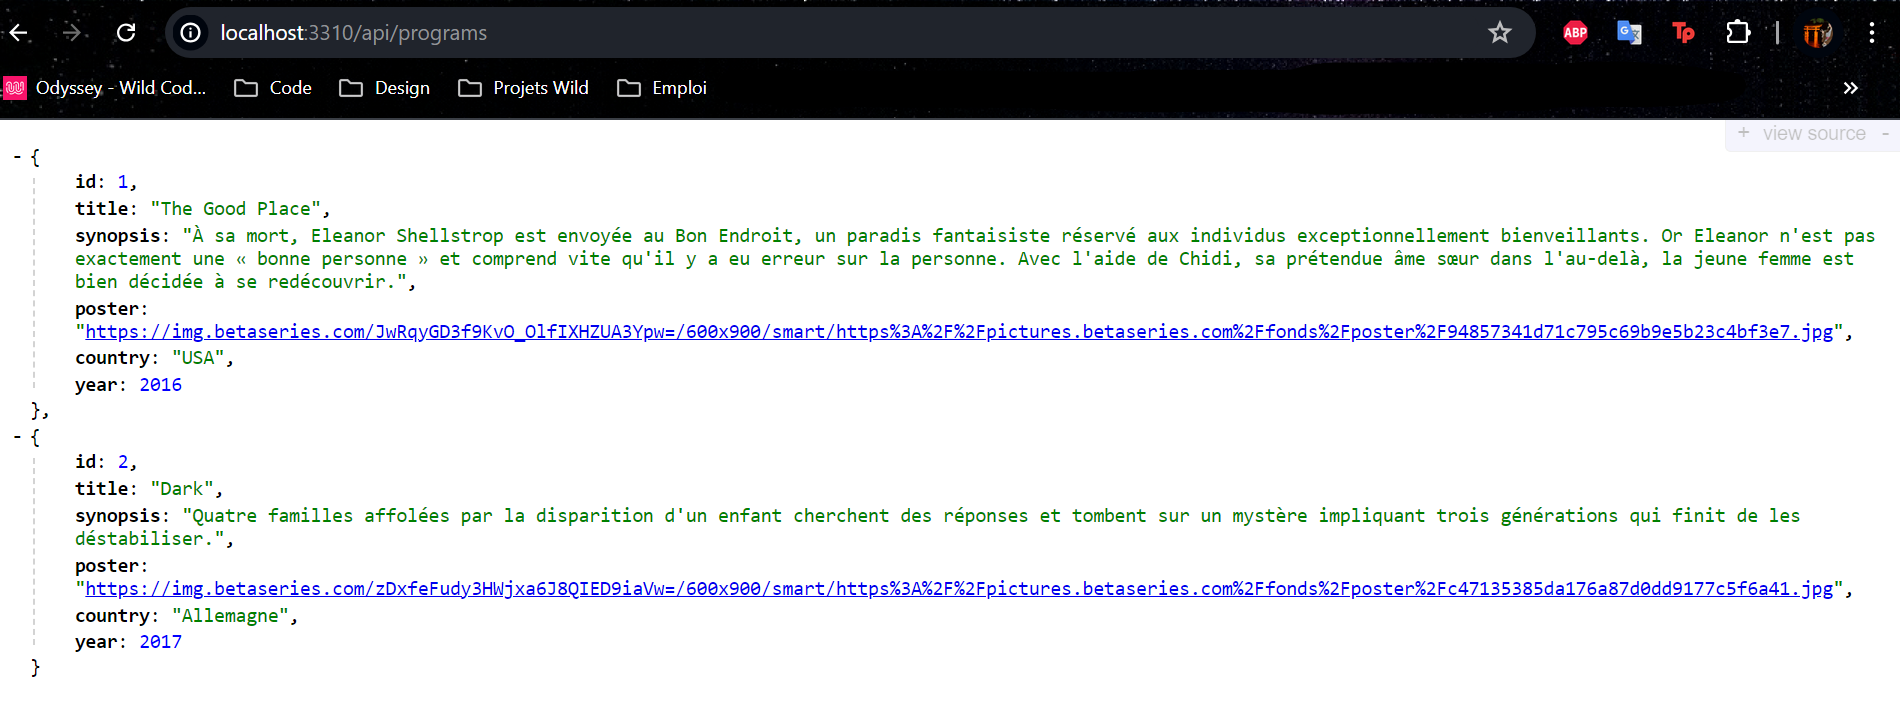 localhost:3310/api/programs
ABP
G
Tp
Odyssey - Wild Cod... Code Design Projets Wild Emploi »
+ view source -
- {
id: 1,
title: "The Good Place",
synopsis: "À sa mort, Eleanor Shellstrop est envoyée au Bon Endroit, un paradis fantaisiste réservé aux individus exceptionnellement bienveillants. Or Eleanor n'est pas
exactement une « bonne personne » et comprend vite qu'il y a eu erreur sur la personne. Avec l'aide de Chidi, sa prétendue âme sœur dans l'au-delà, la jeune femme est
bien décidée à se redécouvrir.",
poster:
"https://img.betaseries.com/JwRqyGD3f9KvO_OlfIXHZUA3Ypw=/600x900/smart/https%3A%2F%2Fpictures.betaseries.com%2Ffonds%2Fposter%2F94857341d71c795c69b9e5b23c4bf3e7.jpg",
country: "USA",
year: 2016
},
- {
id: 2,
title: "Dark",
synopsis: "Quatre familles affolées par la disparition d'un enfant cherchent des réponses et tombent sur un mystère impliquant trois générations qui finit de les
déstabiliser.",
poster:
"https://img.betaseries.com/zDxfeFudy3HWjxa6J8QIED9iaVw=/600x900/smart/https%3A%2F%2Fpictures.betaseries.com%2Ffonds%2Fposter%2Fc47135385da176a87d0dd9177c5f6a41.jpg",
country: "Allemagne",
year: 2017
}